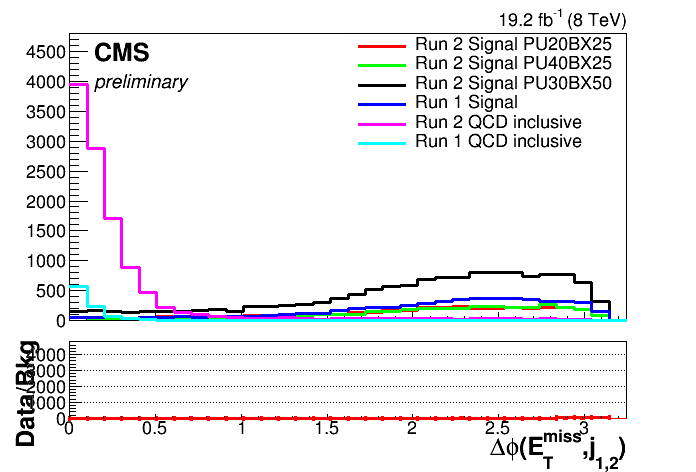 19.2 fb⁻¹ (8 TeV)
CMS
preliminary
Run 2 Signal PU20BX25
Run 2 Signal PU40BX25
Run 2 Signal PU30BX50
Run 1 Signal
Run 2 QCD inclusive
Run 1 QCD inclusive
4500
4000
3500
3000
2500
2000
1500
1000
500
0
Data/Bkg
0
0 0.5 1 1.5 2 2.5 3
Δϕ(E_T^miss,j_1,2)